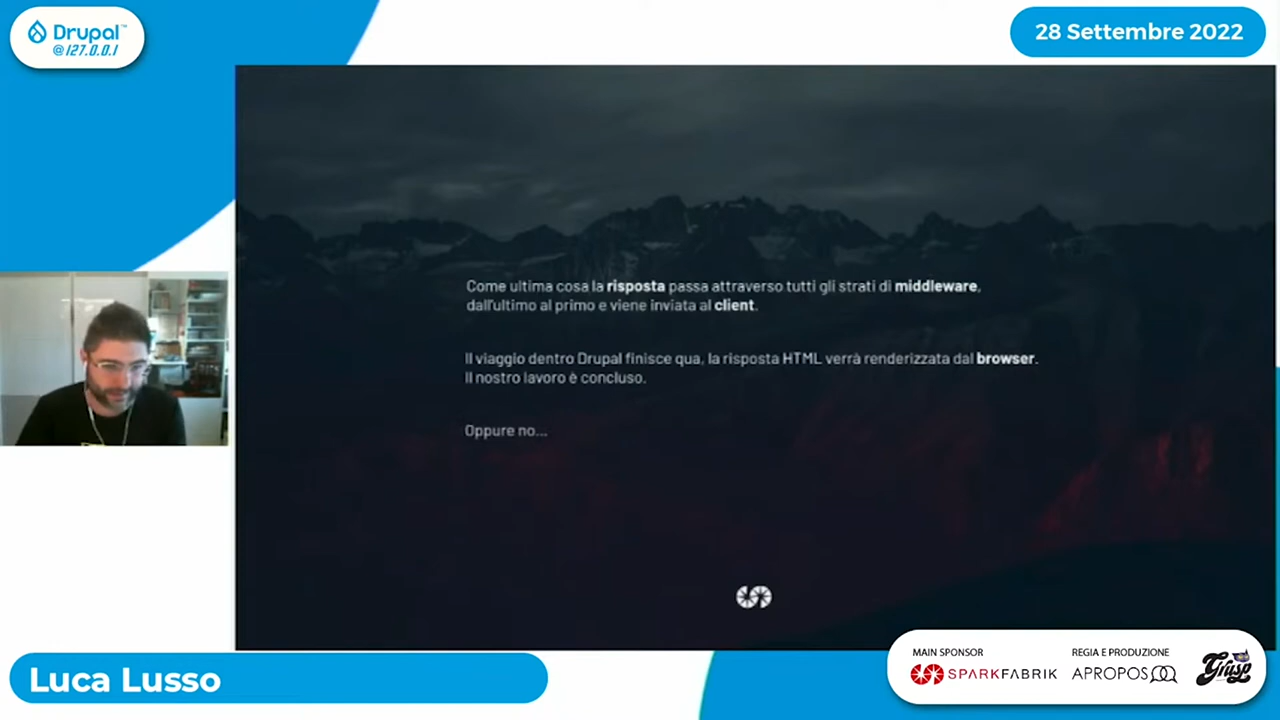 Drupal™
@127.0.0.1
28 Settembre 2022
Come ultima cosa la risposta passa attraverso tutti gli strati di middleware,
dall'ultimo al primo e viene inviata al client.
Il viaggio dentro Drupal finisce qua, la risposta HTML verrà renderizzata dal browser.
Il nostro lavoro è concluso.
Oppure no...
Luca Lusso
MAIN SPONSOR
SPARKFABRIK
REGIA E PRODUZIONE
APROPOS
Grusp